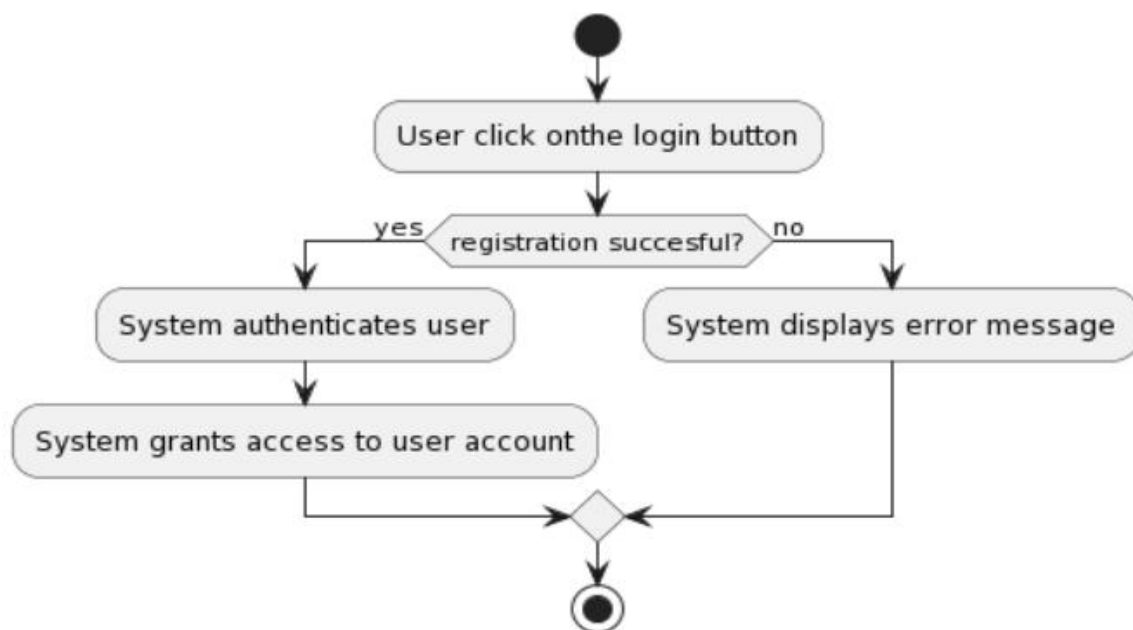 User click onthe login button
yes
registration succesful?
no
System authenticates user
System displays error message
System grants access to user account